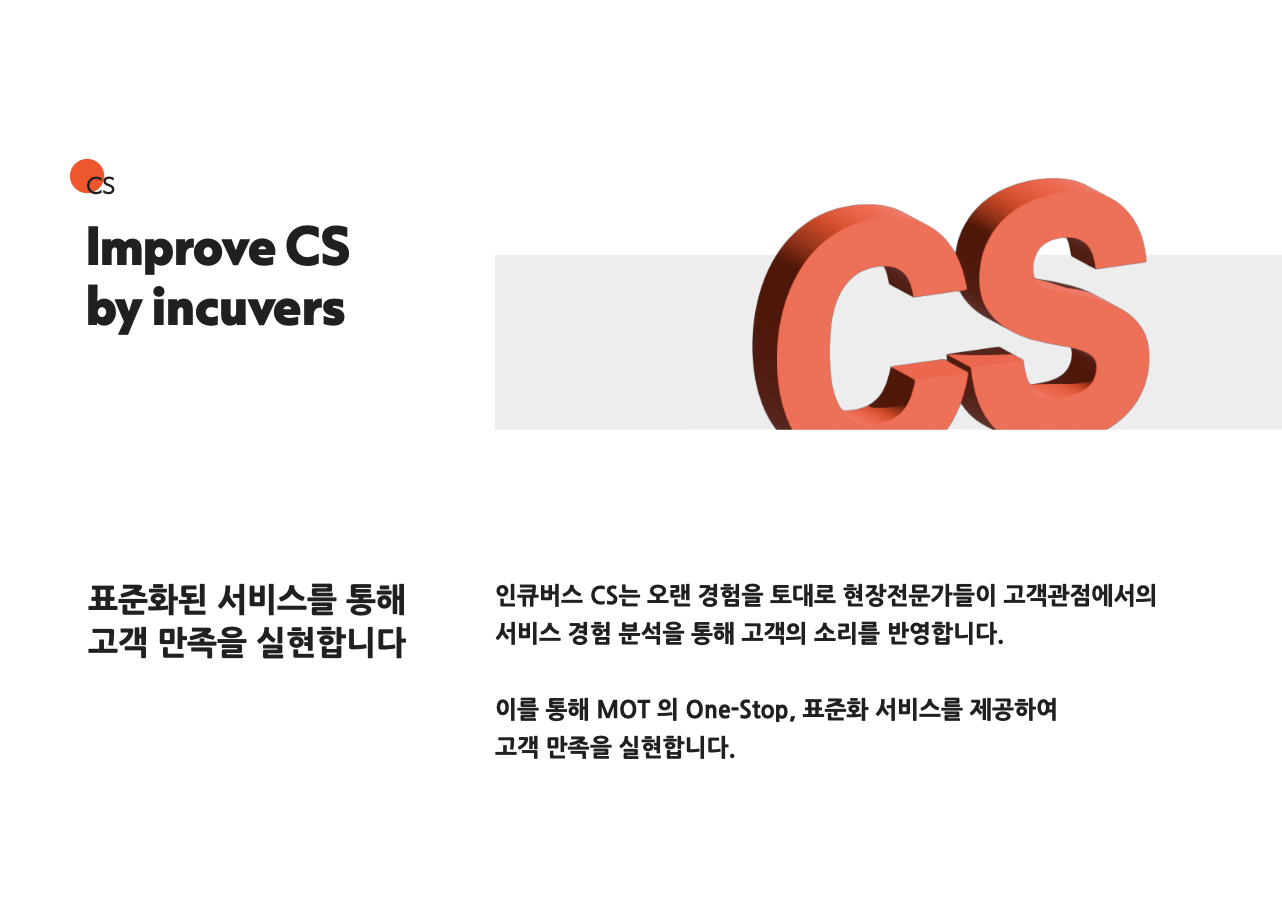 CS
Improve CS
by incuvers
CS
표준화된 서비스를 통해
고객 만족을 실현합니다
인큐버스 CS는 오랜 경험을 토대로 현장전문가들이 고객관점에서의
서비스 경험 분석을 통해 고객의 소리를 반영합니다.
이를 통해 MOT 의 One-Stop, 표준화 서비스를 제공하여
고객 만족을 실현합니다.